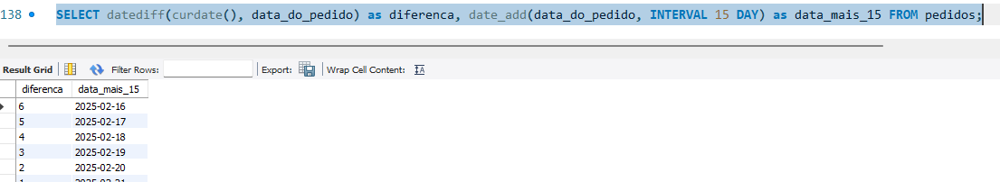 138 SELECT datediff(curdate(), data_do_pedido) as diferenca, date_add(data_do_pedido, INTERVAL 15 DAY) as data_mais_15 FROM pedidos;
Result Grid Filter Rows: Export: Wrap Cell Content:
diferenca data_mais_15
6 2025-02-16
5 2025-02-17
4 2025-02-18
3 2025-02-19
2 2025-02-20